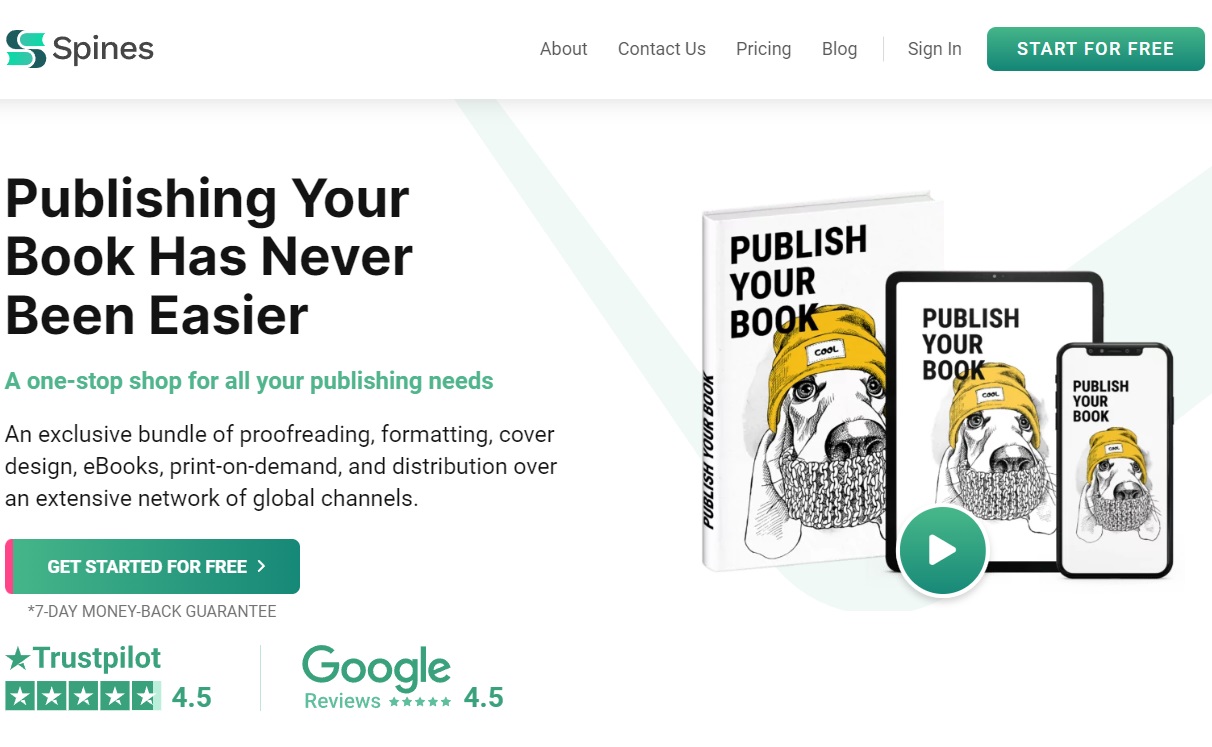 Spines
About Contact Us Pricing Blog Sign In START FOR FREE
Publishing Your
Book Has Never
Been Easier
A one-stop shop for all your publishing needs
An exclusive bundle of proofreading, formatting, cover
design, eBooks, print-on-demand, and distribution over
an extensive network of global channels.
GET STARTED FOR FREE
*7-DAY MONEY-BACK GUARANTEE
Trustpilot
4.5
Google
Reviews 4.5
PUBLISH
YOUR
BOOK
COOL
PUBLISH YOUR BOOK
PUBLISH
YOUR
BOOK
COOL
PUBLISH
YOUR
BOOK
COOL